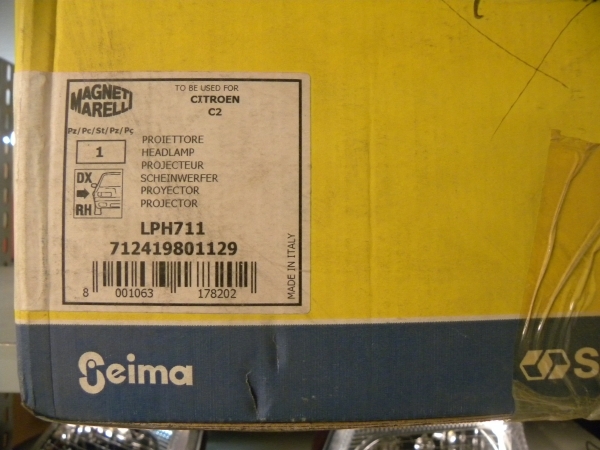 MAGNETI
MARELLI
TO BE USED FOR
CITROEN
C2
Pz/Pc/St/Pz/Pç
1
PROIETTORE
HEADLAMP
PROJECTEUR
SCHEINWERFER
PROYECTOR
PROJECTOR
DX
RH
LPH711
712419801129
8 001063 178202
MADE IN ITALY
Seima
S